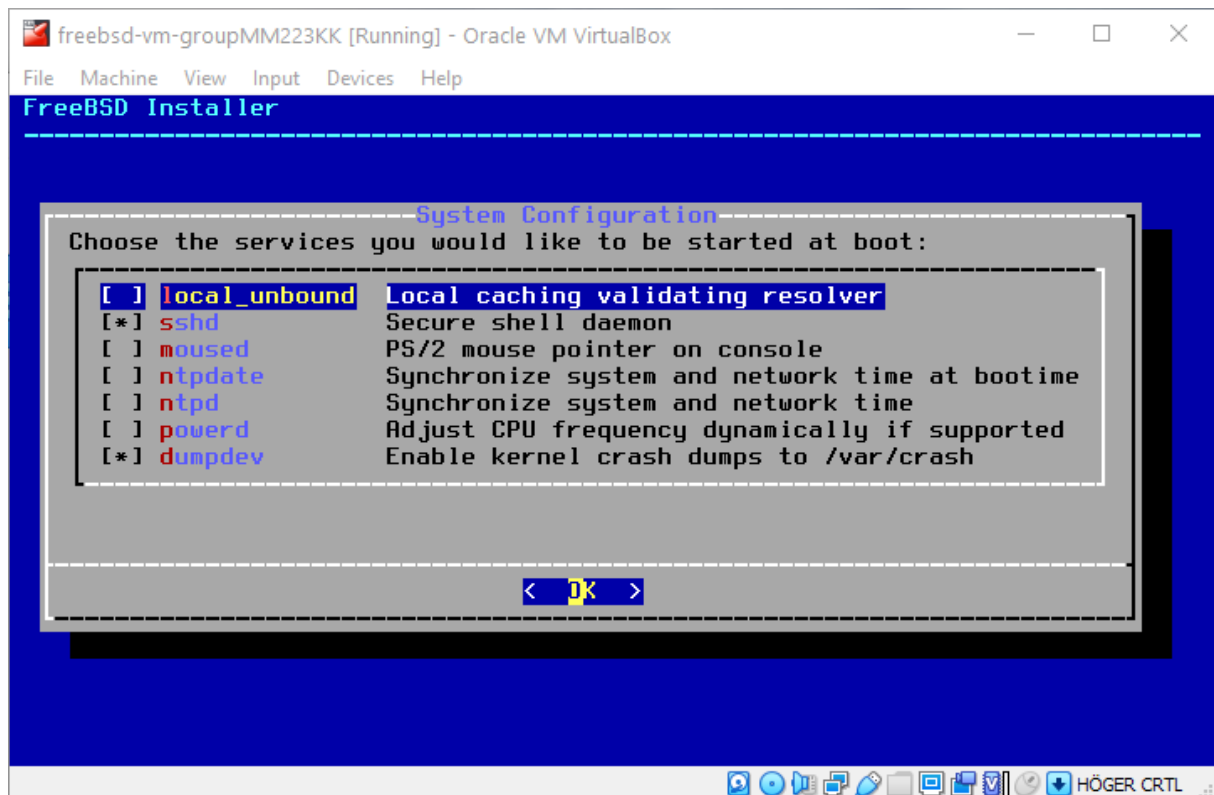 freebsd-vm-groupMM223KK [Running] - Oracle VM VirtualBox
File Machine View Input Devices Help
FreeBSD Installer
System Configuration
Choose the services you would like to be started at boot:
[ ] local_unbound Local caching validating resolver
[*] sshd Secure shell daemon
[ ] moused PS/2 mouse pointer on console
[ ] ntpdate Synchronize system and network time at bootime
[ ] ntpd Synchronize system and network time
[ ] powerd Adjust CPU frequency dynamically if supported
[*] dumpdev Enable kernel crash dumps to /var/crash
< OK >
HÖGER CRTL